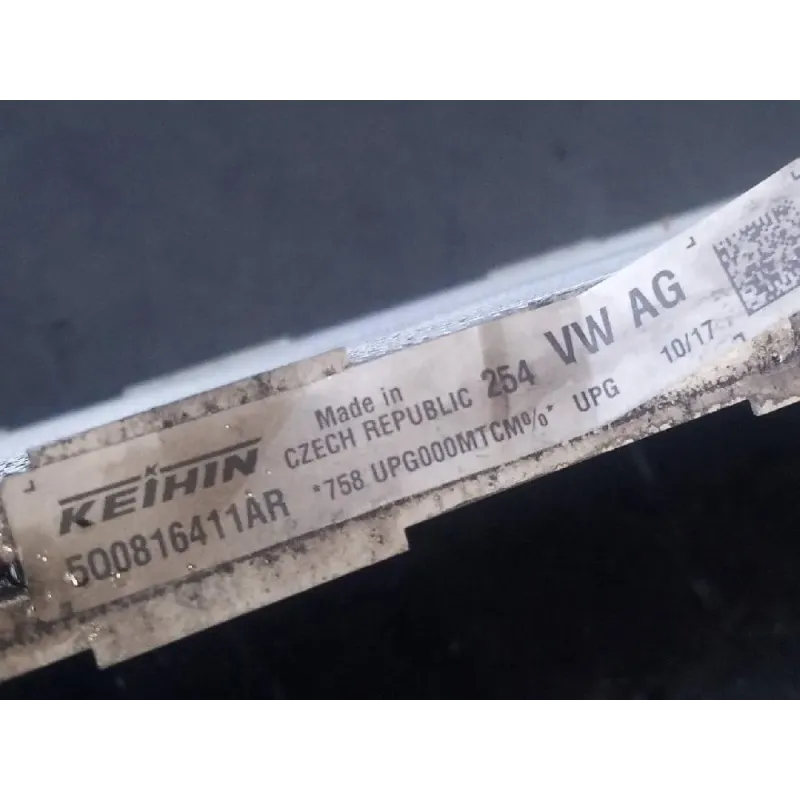 KEIHIN
Made in
CZECH REPUBLIC 254 VW AG
5Q0816411AR *758 UPG000MTCM%* UPG 10/17